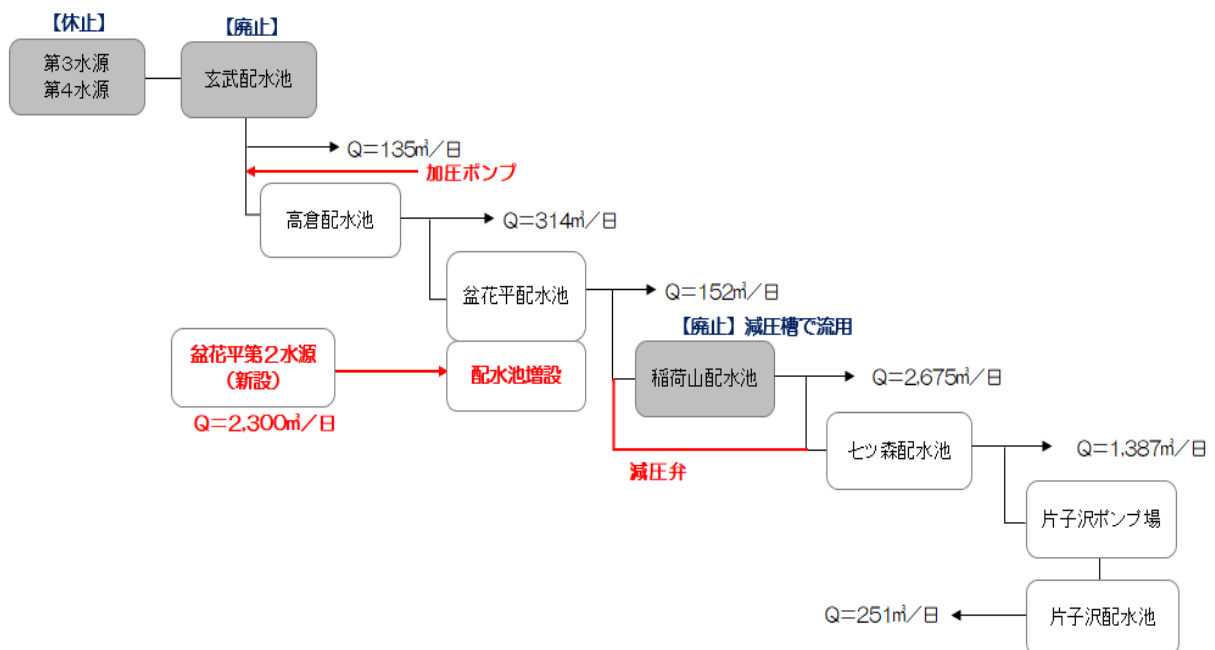 【休止】
【廃止】
第3水源
第4水源
玄武配水池
Q=135㎥/日
加圧ポンプ
高倉配水池
Q=314㎥/日
盆花平配水池
Q=152㎥/日
【廃止】減圧槽で流用
盆花平第2水源
(新設)
配水池増設
稲荷山配水池
Q=2,675㎥/日
Q=2,300㎥/日
減圧弁
七ッ森配水池
Q=1,387㎥/日
片子沢ポンプ場
Q=251㎥/日
片子沢配水池